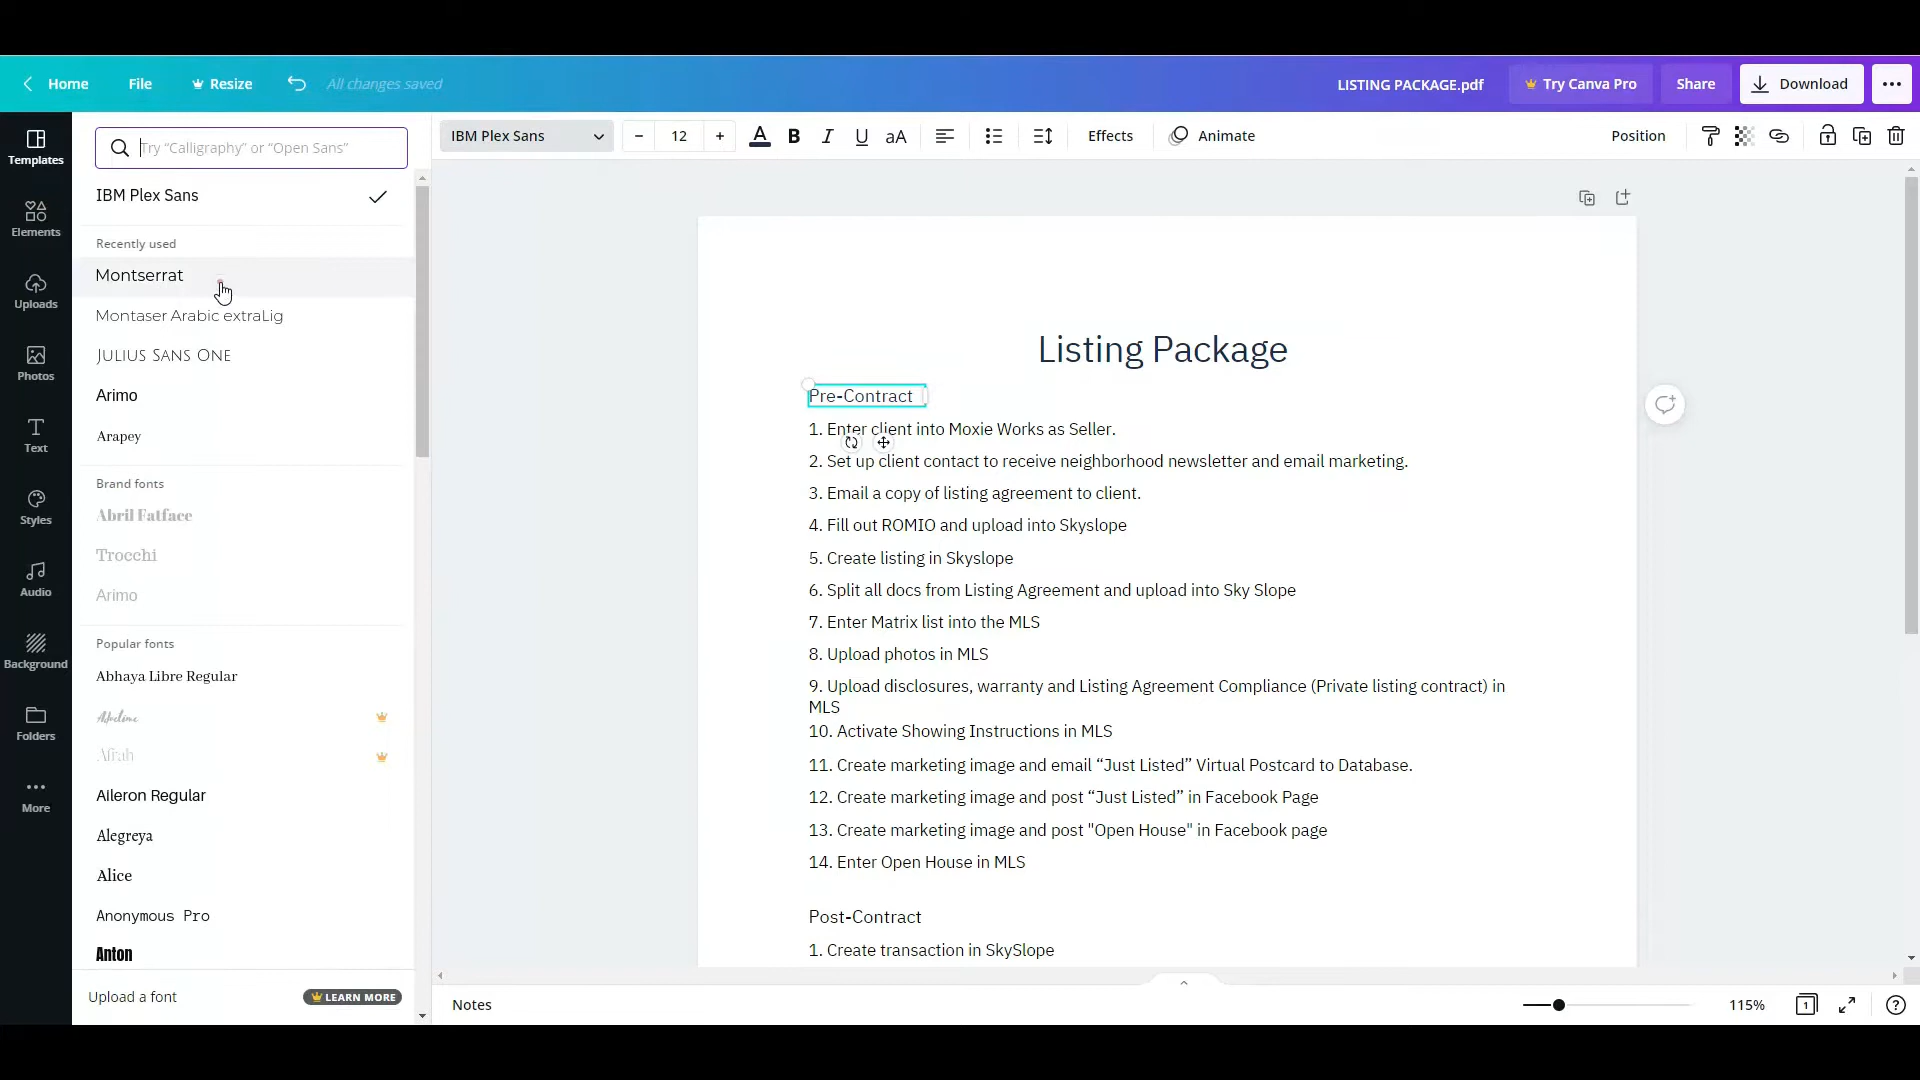 Home
File
Resize
All changes saved
LISTING PACKAGE.pdf
Try Canva Pro
Share
Download
Templates
Elements
Uploads
Photos
Text
Styles
Audio
Background
Folders
More
Try “Calligraphy” or “Open Sans”
IBM Plex Sans
Recently used
Montserrat
Montaser Arabic extraLig
Julius Sans One
Arimo
Arapey
Brand fonts
Abril Fatface
Trocchi
Arimo
Popular fonts
Abhaya Libre Regular
Afirah
Aileron Regular
Alegreya
Alice
Anonymous Pro
Anton
Upload a font
LEARN MORE
IBM Plex Sans
12
B
I
U
aA
Effects
Animate
Position
Listing Package
Pre-Contract
1. Enter client into Moxie Works as Seller.
2. Set up client contact to receive neighborhood newsletter and email marketing.
3. Email a copy of listing agreement to client.
4. Fill out ROMIO and upload into Skyslope
5. Create listing in Skyslope
6. Split all docs from Listing Agreement and upload into Sky Slope
7. Enter Matrix list into the MLS
8. Upload photos in MLS
9. Upload disclosures, warranty and Listing Agreement Compliance (Private listing contract) in
MLS
10. Activate Showing Instructions in MLS
11. Create marketing image and email “Just Listed” Virtual Postcard to Database.
12. Create marketing image and post “Just Listed” in Facebook Page
13. Create marketing image and post "Open House" in Facebook page
14. Enter Open House in MLS
Post-Contract
1. Create transaction in SkySlope
Notes
115%
1